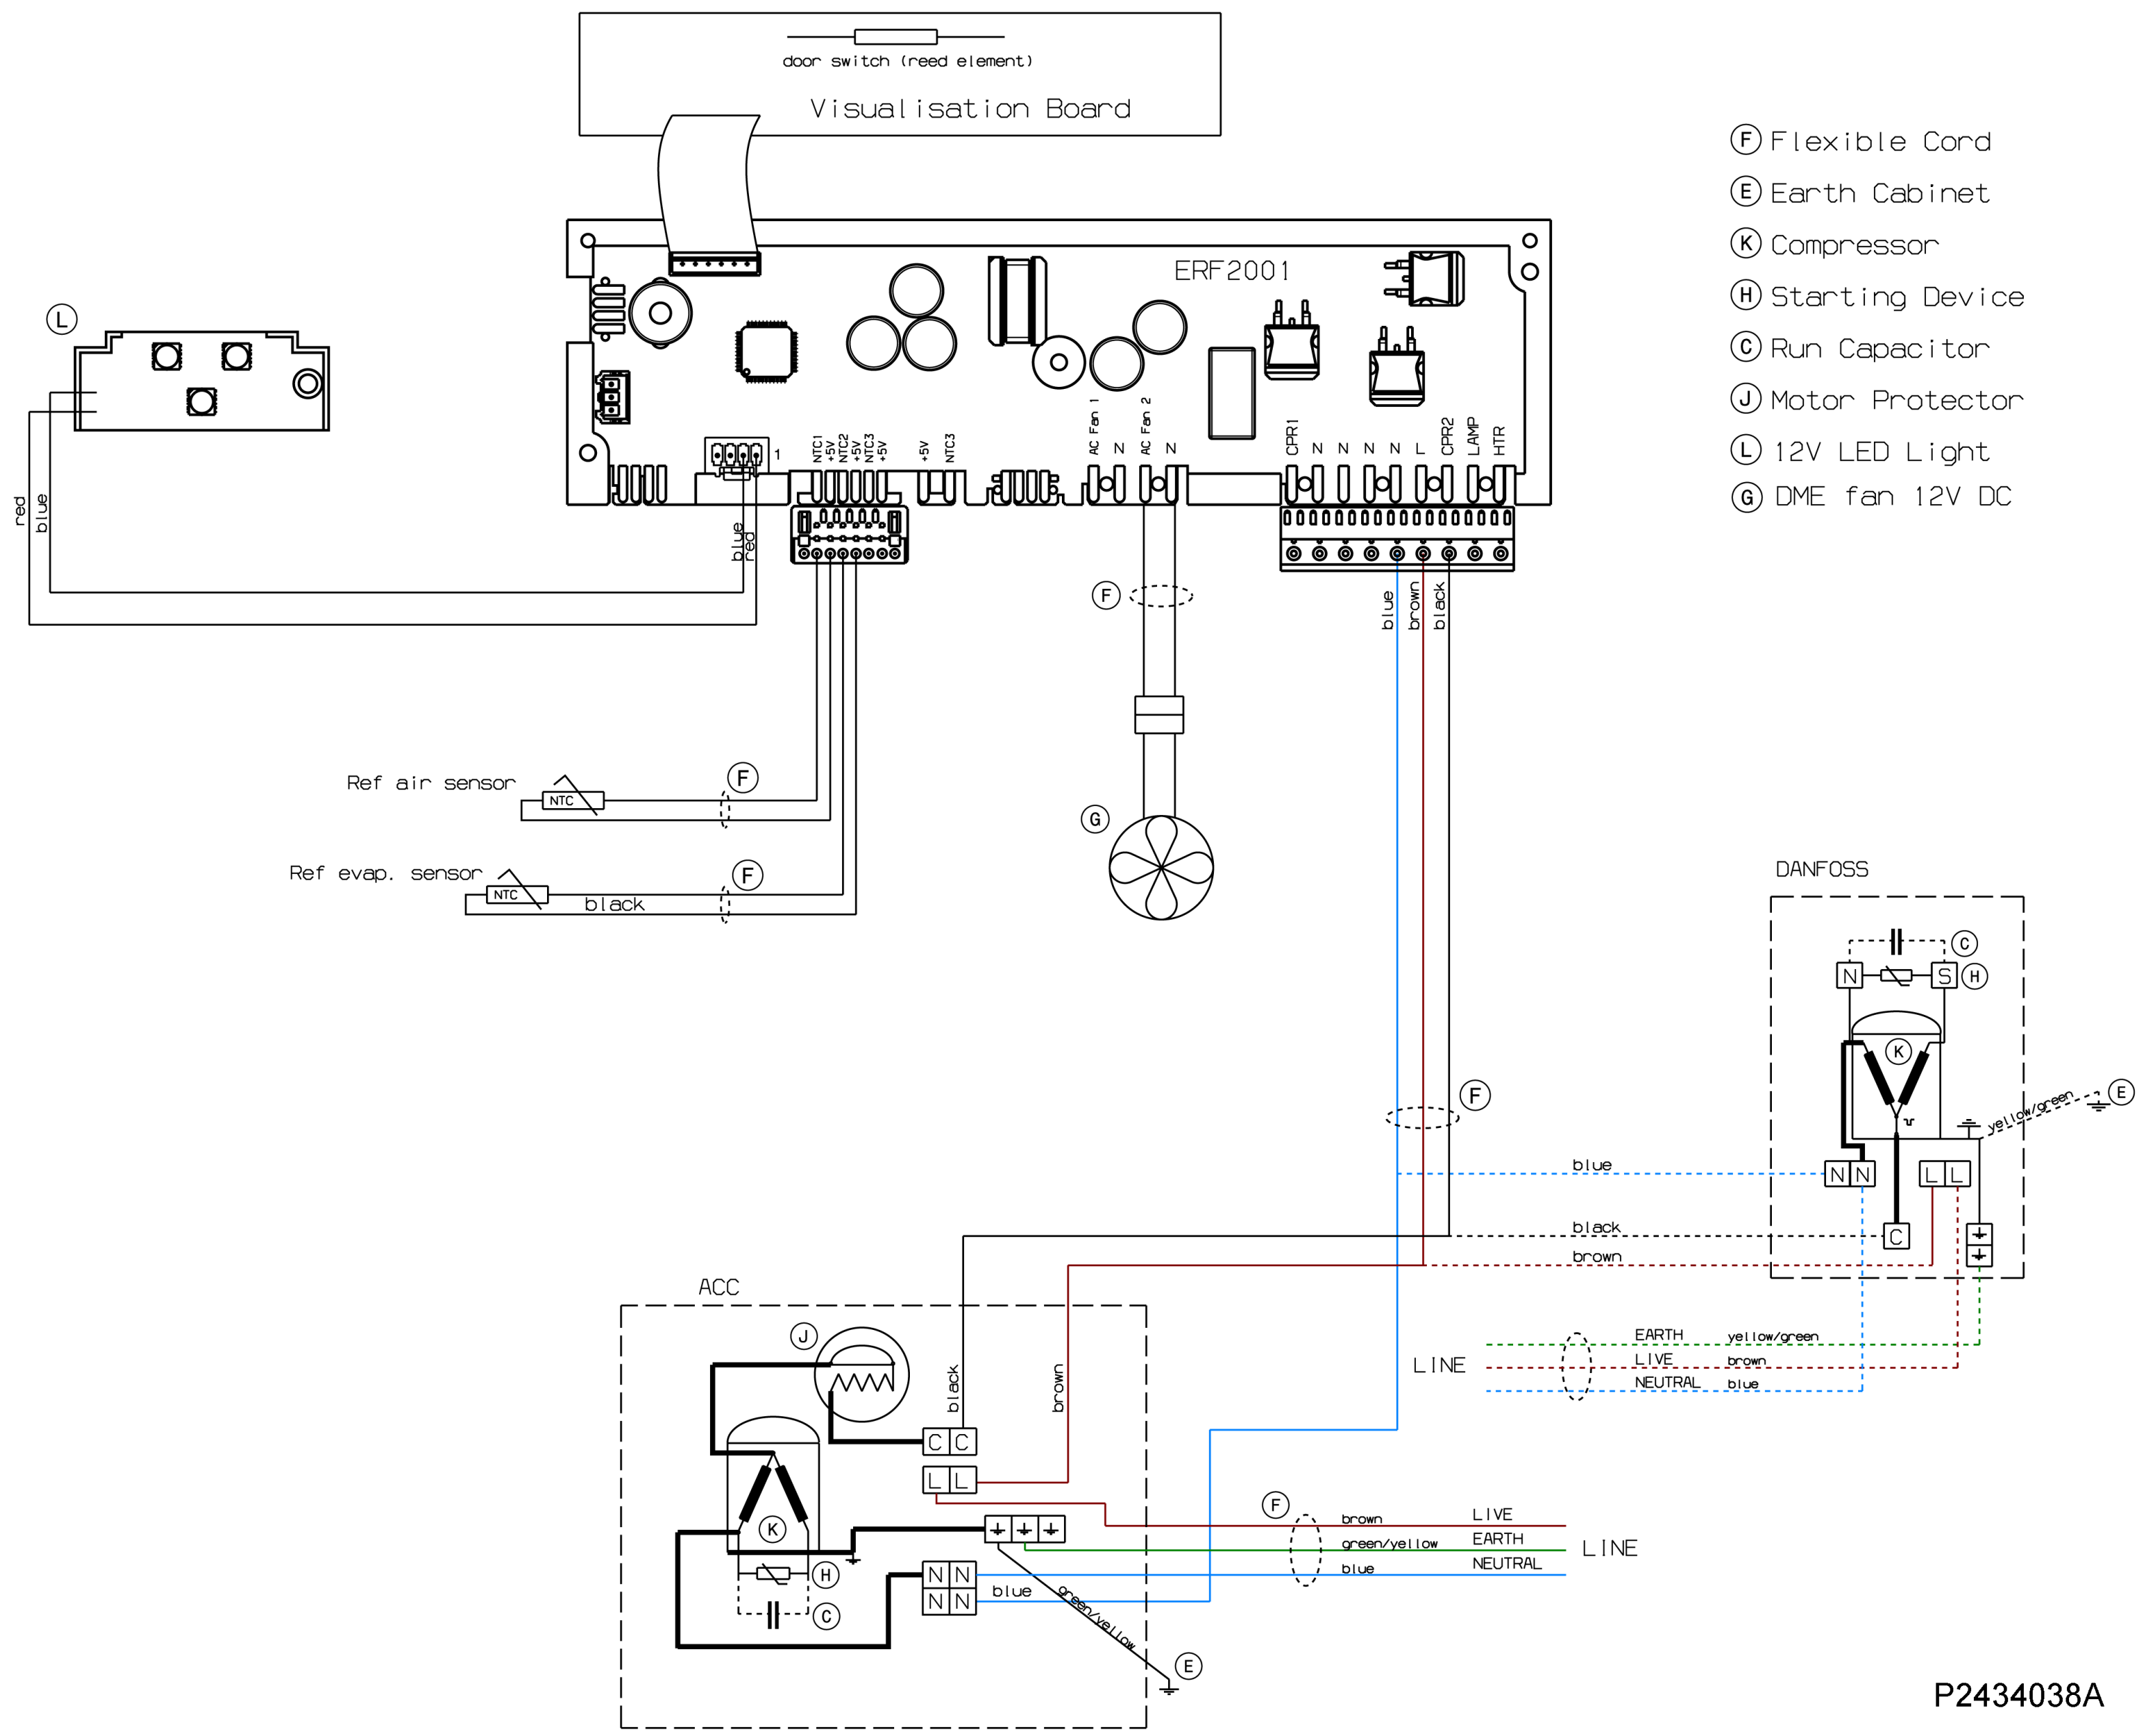 door switch (reed element)
Visualisation Board
F Flexible Cord
E Earth Cabinet
K Compressor
H Starting Device
C Run Capacitor
J Motor Protector
L 12V LED Light
G DME fan 12V DC
ERF2001
L
red
blue
blue
red
1
NTC1
+5V
NTC2
+5V
NTC3
+5V
+5V
NTC3
AC Fan 1
N
AC Fan 2
N
CPR1
N
N
N
N
L
CPR2
LAMP
HTR
F
blue
brown
black
Ref air sensor
NTC
F
Ref evap. sensor
NTC
black
F
G
F
DANFOSS
C
N
S
H
K
yellow/green
E
blue
N N
L L
black
C
brown
LINE
EARTH yellow/green
LIVE brown
NEUTRAL blue
ACC
J
black
brown
C C
L L
K
H
C
N N
N N
blue
green/yellow
E
F
brown LIVE
green/yellow EARTH
blue NEUTRAL
LINE
P2434038A